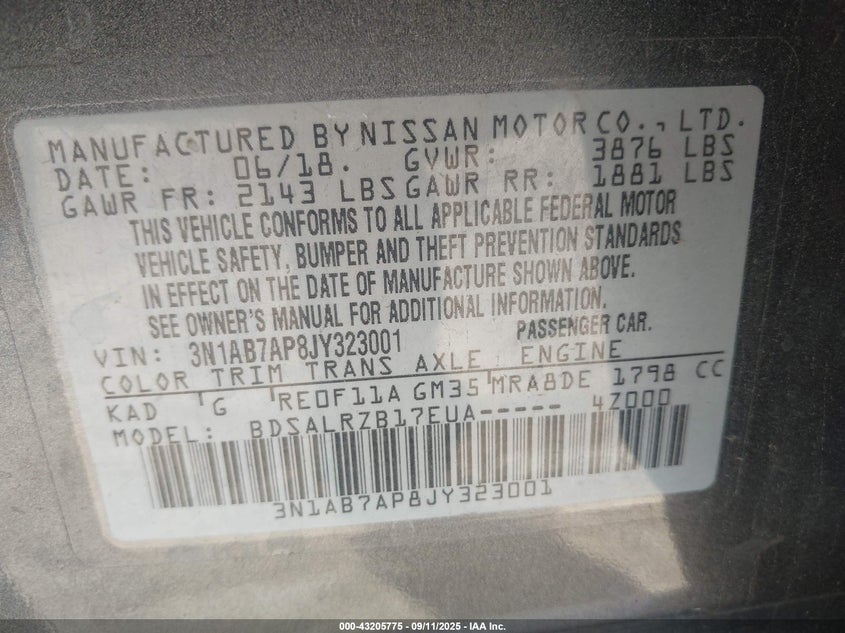 MANUFACTURED BY NISSAN MOTOR CO., LTD.
DATE: 06/18. GVWR: 3876 LBS
GAWR FR: 2143 LBS GAWR RR: 1881 LBS
THIS VEHICLE CONFORMS TO ALL APPLICABLE FEDERAL MOTOR
VEHICLE SAFETY, BUMPER AND THEFT PREVENTION STANDARDS
IN EFFECT ON THE DATE OF MANUFACTURE SHOWN ABOVE.
SEE OWNER'S MANUAL FOR ADDITIONAL INFORMATION.
VIN: 3N1AB7AP8JY323001 PASSENGER CAR.
COLOR TRIM TRANS AXLE ENGINE
KAD G RE0F11A GM35 MRA8DE 1798 CC
MODEL: BDSALRZB17EUA----- 4Z000
3N1AB7AP8JY323001
000-43205775 - 09/11/2025 - IAA Inc.